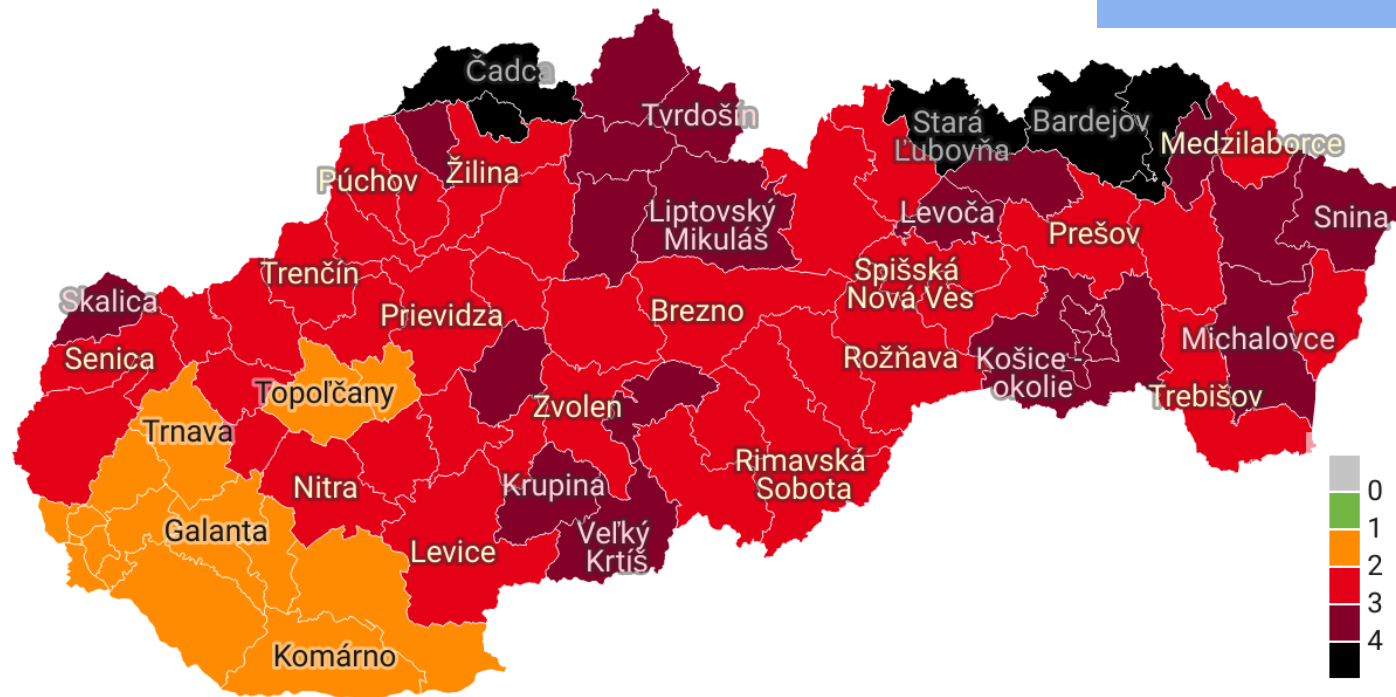 Čadca
Tvrdošín
Stará
Ľubovňa
Bardejov
Medzilaborce
Púchov
Žilina
Liptovský
Mikuláš
Levoča
Prešov
Snina
Trenčín
Spišská
Nová Ves
Skalica
Prievidza
Brezno
Senica
Rožňava
Košice -
okolie
Michalovce
Topoľčany
Zvolen
Trebišov
Trnava
Nitra
Krupina
Rimavská
Sobota
Galanta
Levice
Veľký
Krtíš
Komárno
0
1
2
3
4